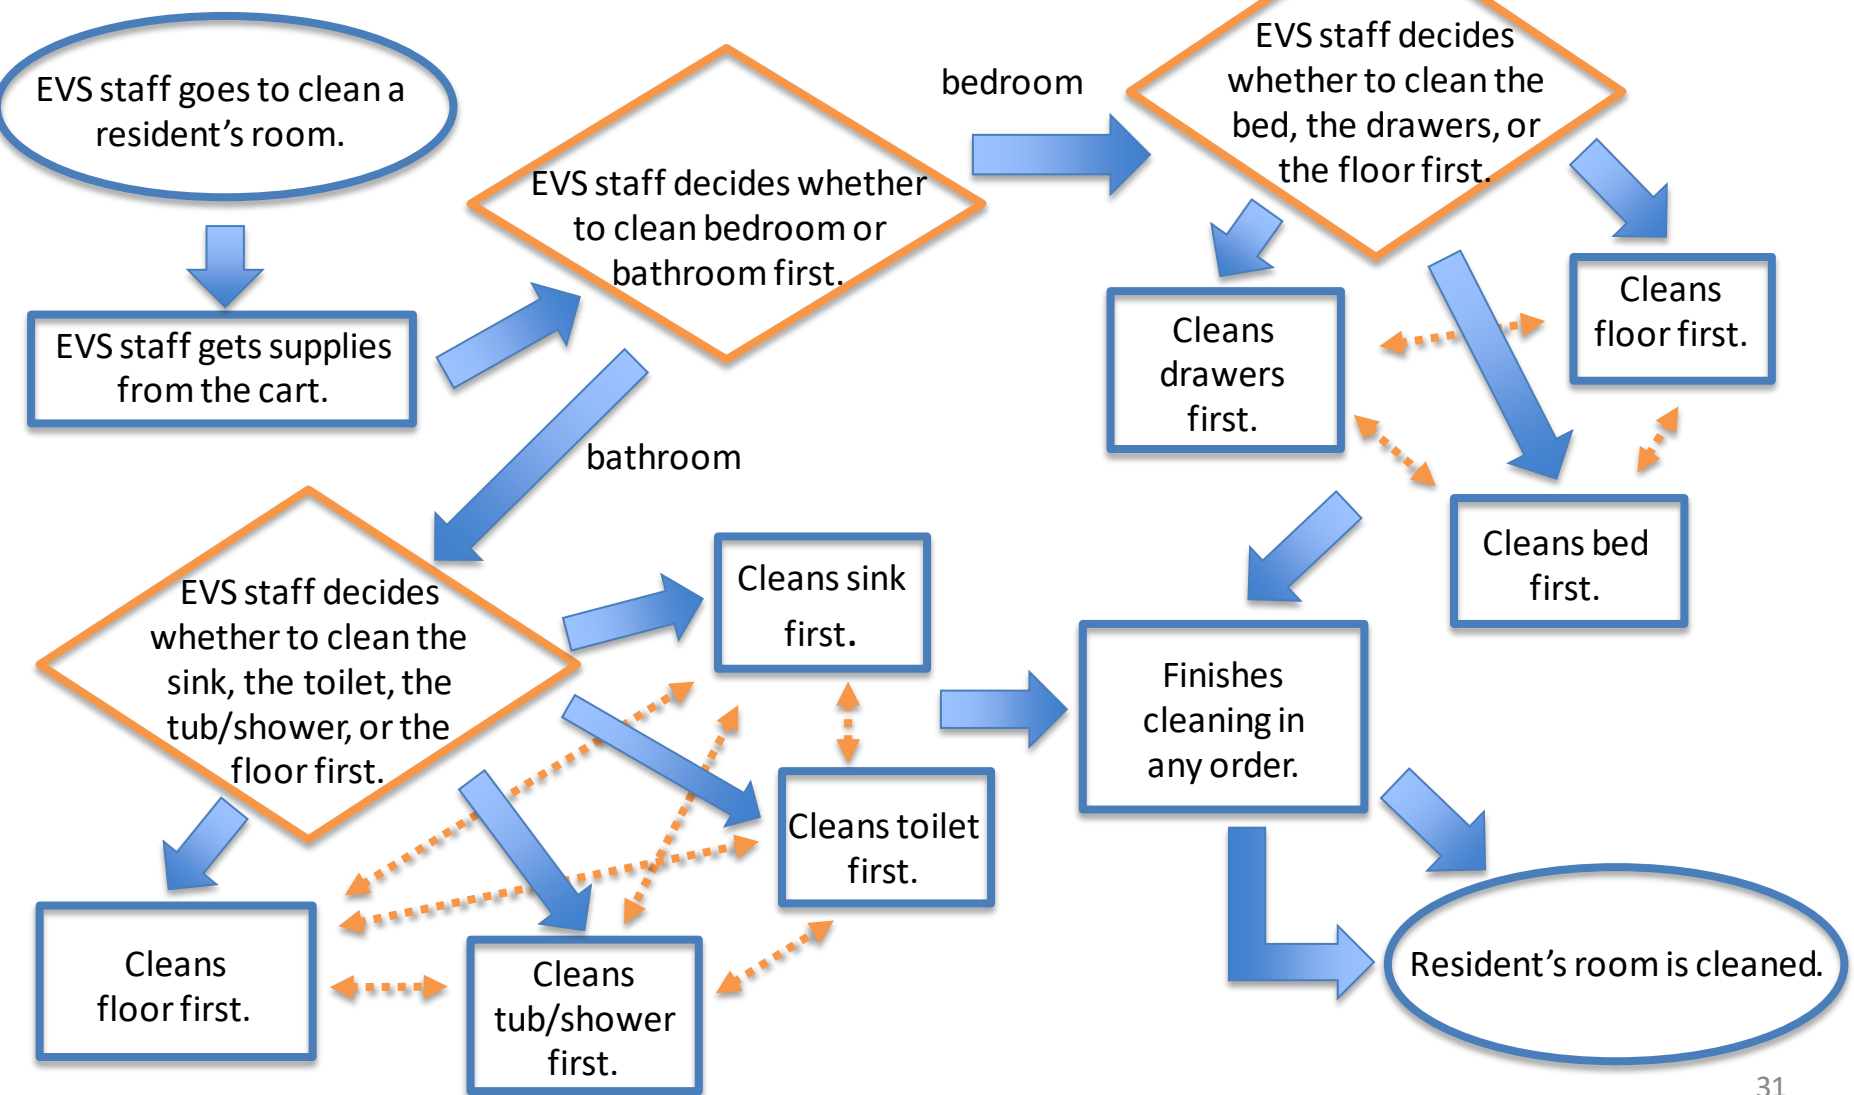 EVS staff goes to clean a
resident’s room.
EVS staff gets supplies
from the cart.
EVS staff decides whether
to clean bedroom or
bathroom first.
bedroom
EVS staff decides
whether to clean the
bed, the drawers, or
the floor first.
Cleans
drawers
first.
Cleans
floor first.
Cleans bed
first.
bathroom
EVS staff decides
whether to clean the
sink, the toilet, the
tub/shower, or the
floor first.
Cleans sink
first.
Cleans toilet
first.
Cleans
floor first.
Cleans
tub/shower
first.
Finishes
cleaning in
any order.
Resident’s room is cleaned.
31